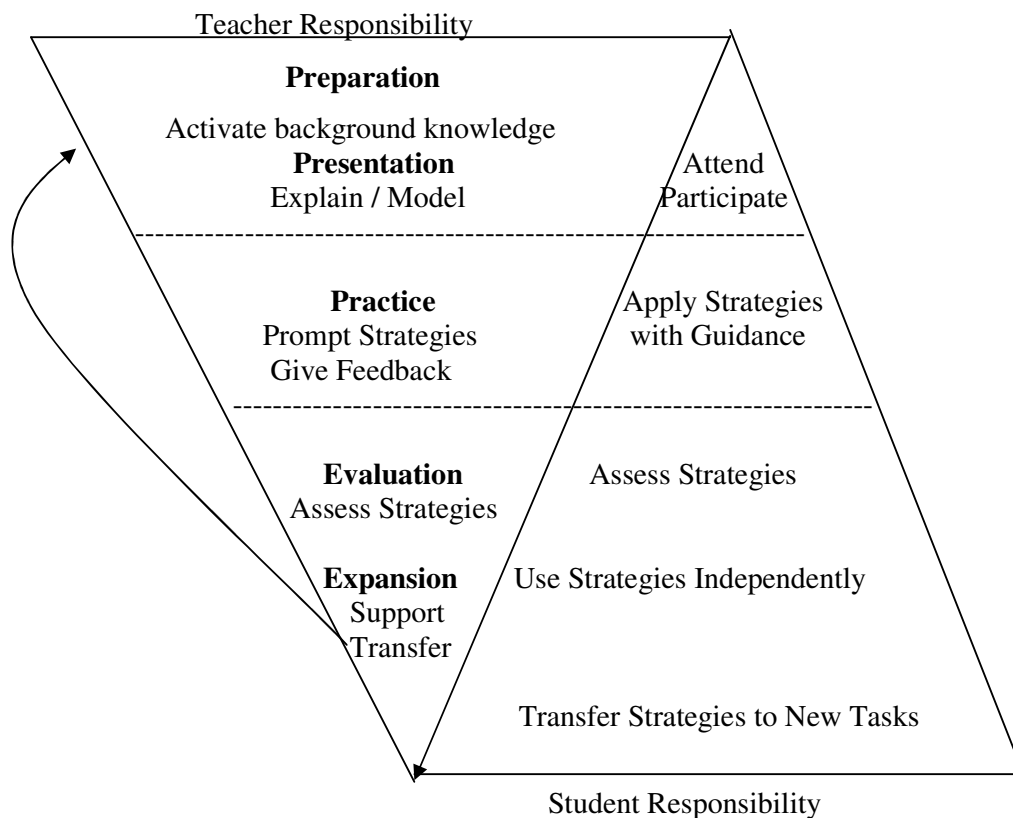 Teacher Responsibility
Preparation
Activate background knowledge
Presentation
Explain / Model
Attend
Participate
Practice
Prompt Strategies
Give Feedback
Apply Strategies
with Guidance
Evaluation
Assess Strategies
Assess Strategies
Expansion
Support
Transfer
Use Strategies Independently
Transfer Strategies to New Tasks
Student Responsibility